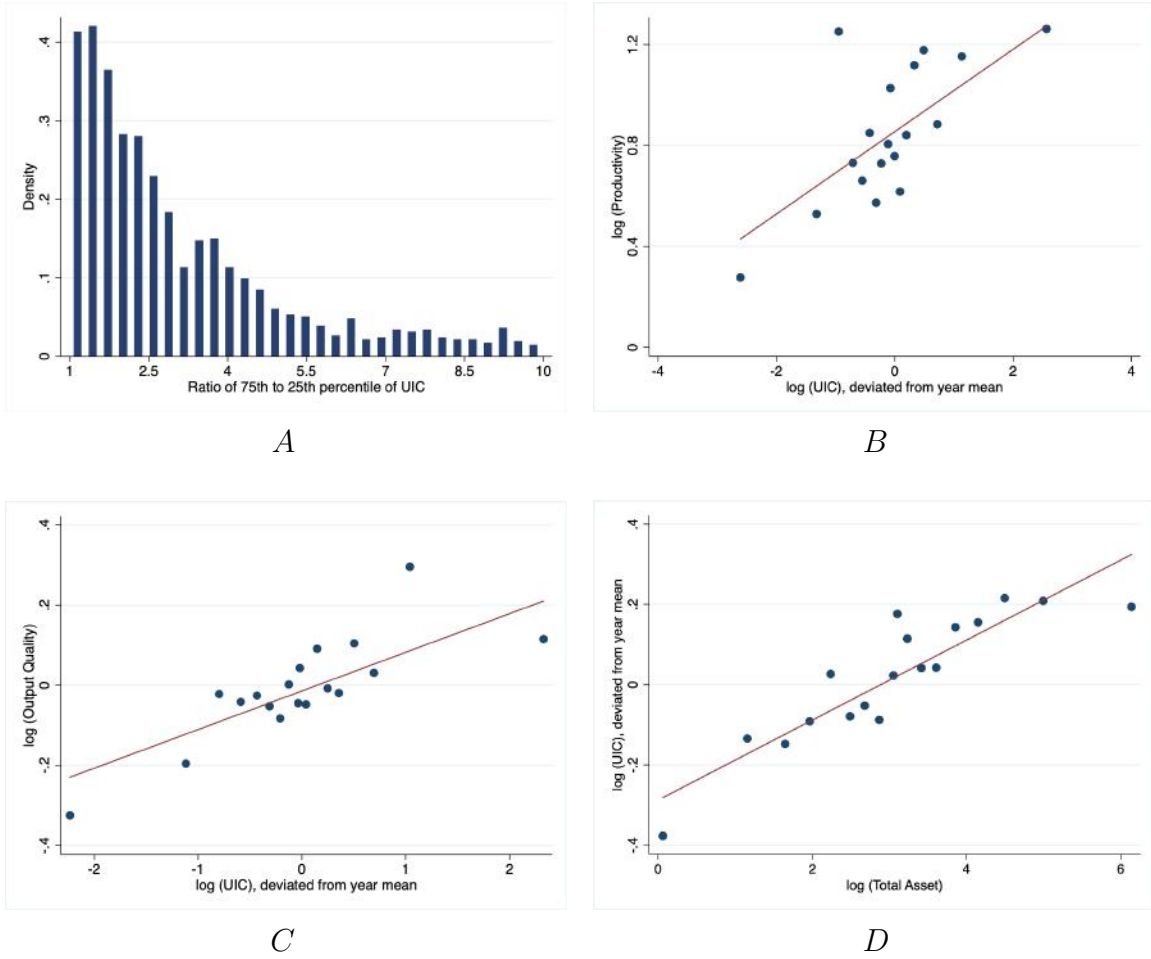 .4
.3
.2
.1
0
Density
1 2.5 4 5.5 7 8.5 10
Ratio of 75th to 25th percentile of UIC
A
1.2
0.8
0.4
0
log (Productivity)
-4 -2 0 2 4
log (UIC), deviated from year mean
B
.4
.2
0
-.2
-.4
log (Output Quality)
-2 -1 0 1 2
log (UIC), deviated from year mean
C
.4
.2
0
-.2
-.4
log (UIC), deviated from year mean
0 2 4 6
log (Total Asset)
D